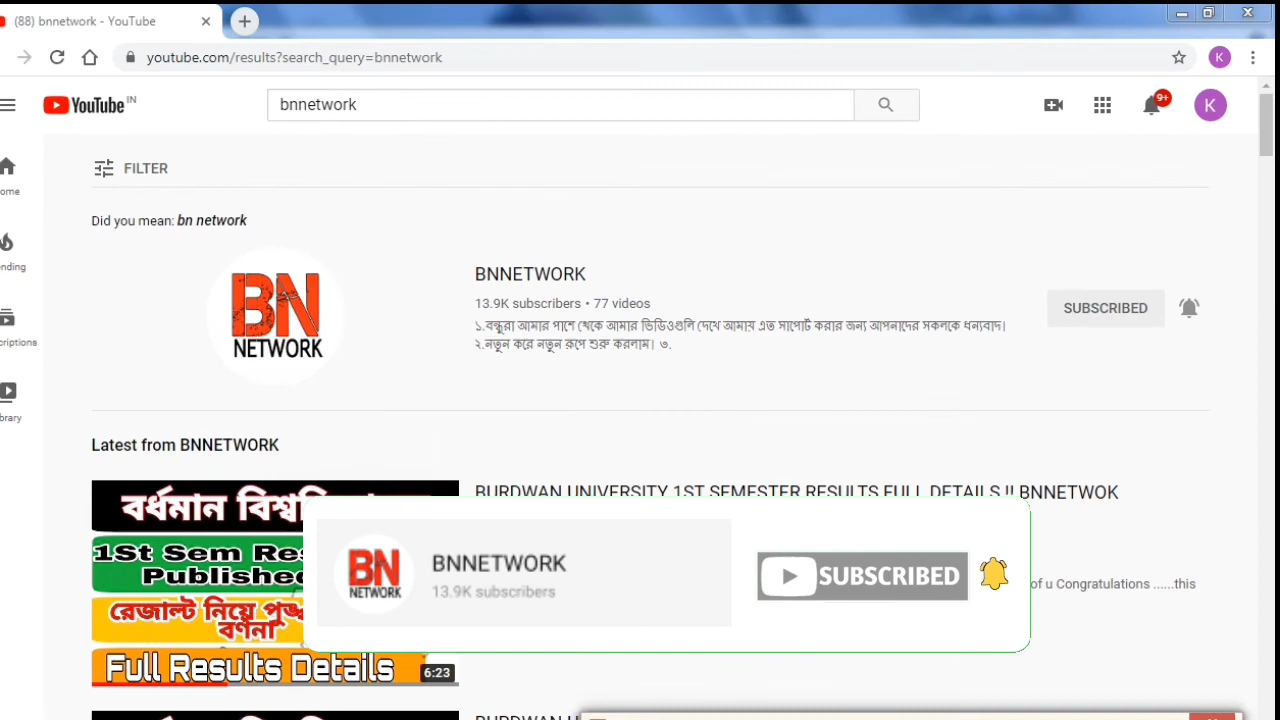 (88) bnnetwork - YouTube
youtube.com/results?search_query=bnnetwork
K
YouTube IN
bnnetwork
9+
K
FILTER
ome
Did you mean: bn network
ending
BN
NETWORK
BNNETWORK
13.9K subscribers • 77 videos
১.বন্ধুরা আমার পাশে থেকে আমার ভিডিওগুলি দেখে আমায় এত সাপোর্ট করার জন্য আপনাদের সকলকে ধন্যবাদ।
২.নতুন করে নতুন রূপে শুরু করলাম। ৩.
SUBSCRIBED
criptions
brary
Latest from BNNETWORK
BURDWAN UNIVERSITY 1ST SEMESTER RESULTS FULL DETAILS !! BNNETWOK
বর্ধমান
1St Sem Re
Published
রেজাল্ট নিয়ে
বর্ণনা
Full Results Details
6:23
BN
NETWORK
BNNETWORK
13.9K subscribers
SUBSCRIBED
of u Congratulations ......this
BURDWAN U